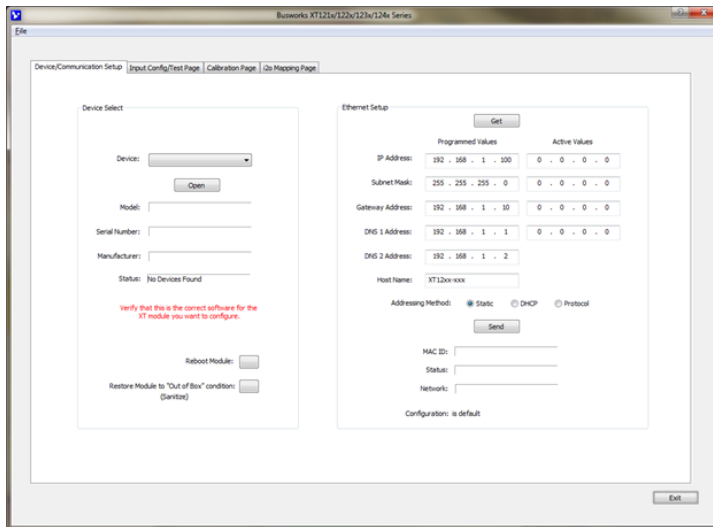 Busworks XT121x/122x/123x/124x Series
File
Device/Communication Setup Input Config/Test Page Calibration Page i2o Mapping Page
Device Select
Device:
Open
Model:
Serial Number:
Manufacturer:
Status: No Devices Found
Verify that this is the correct software for the
XT module you want to configure.
Reboot Module:
Restore Module to "Out of Box" condition:
(Sanitize)
Ethernet Setup
Get
Programmed Values Active Values
IP Address: 192 . 168 . 1 . 100 0 . 0 . 0 . 0
Subnet Mask: 255 . 255 . 255 . 0 0 . 0 . 0 . 0
Gateway Address: 192 . 168 . 1 . 10 0 . 0 . 0 . 0
DNS 1 Address: 192 . 168 . 1 . 1 0 . 0 . 0 . 0
DNS 2 Address: 192 . 168 . 1 . 2
Host Name: XT12xx-xxx
Addressing Method: Static DHCP Protocol
Send
MAC ID:
Status:
Network:
Configuration: is default
Exit